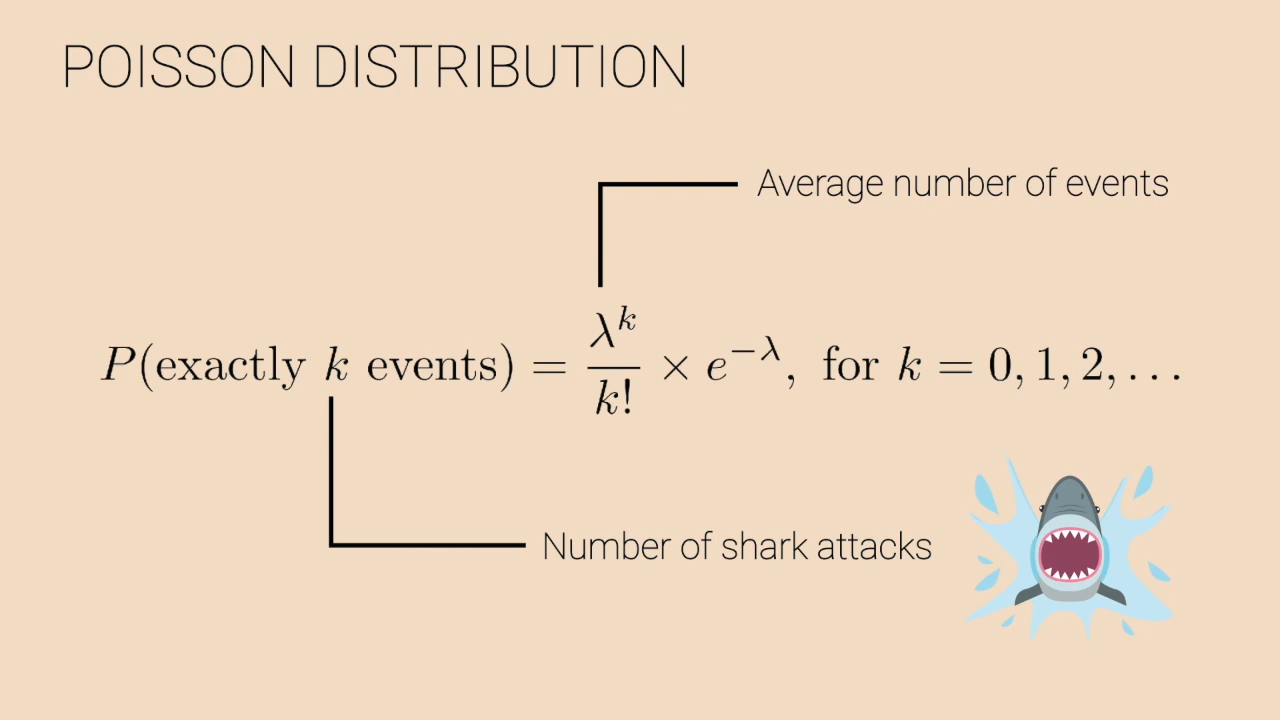 POISSON DISTRIBUTION
Average number of events
P(exactly k events) = λ^k / k! × e^{−λ}, for k = 0, 1, 2, . . .
Number of shark attacks